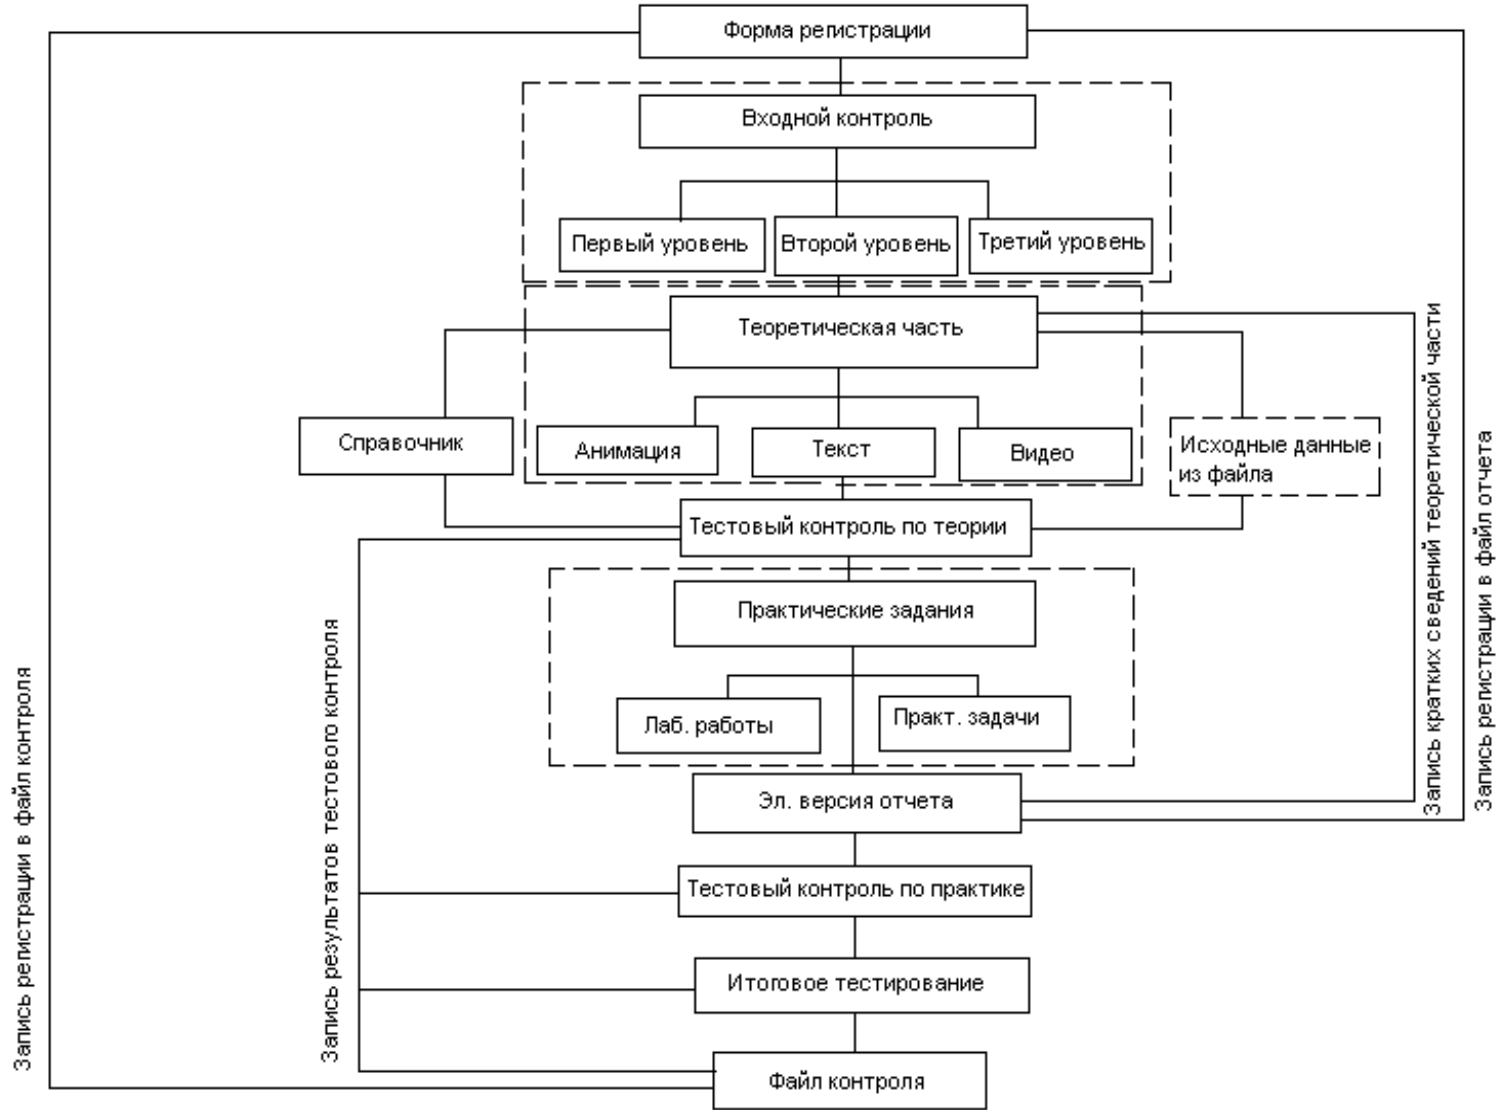 Форма регистрации
Входной контроль
Первый уровень
Второй уровень
Третий уровень
Теоретическая часть
Справочник
Анимация
Текст
Видео
Исходные данные
из файла
Тестовый контроль по теории
Практические задания
Лаб. работы
Практ. задачи
Эл. версия отчета
Тестовый контроль по практике
Итоговое тестирование
Файл контроля
Запись регистрации в файл контроля
Запись результатов тестового контроля
Запись кратких сведений теоретической части
Запись регистрации в файл отчета